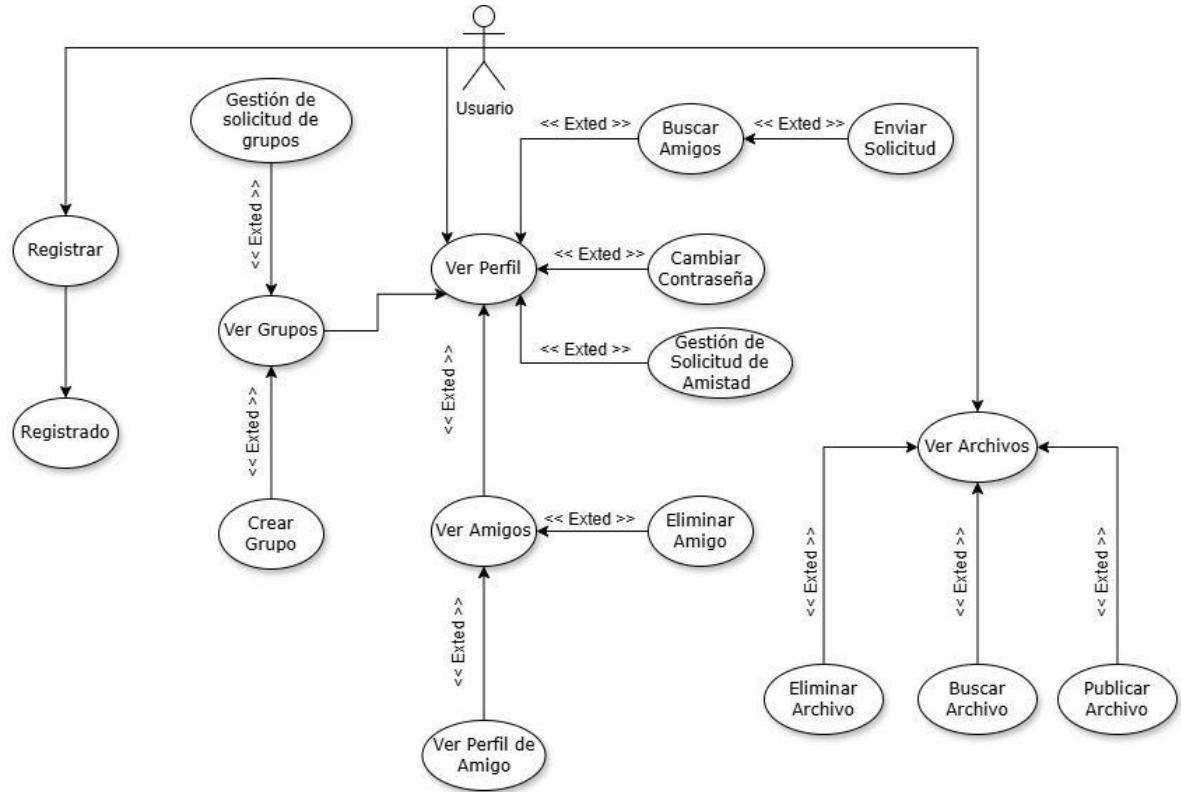 Usuario
Gestión de
solicitud de
grupos
<< Exted >>
Buscar
Amigos
<< Exted >>
Enviar
Solicitud
<< Exted >>
Registrar
Ver Perfil
<< Exted >>
Cambiar
Contraseña
Ver Grupos
<< Exted >>
Gestión de
Solicitud de
Amistad
<< Exted >>
<< Exted >>
Registrado
Ver Archivos
Crear
Grupo
Ver Amigos
<< Exted >>
Eliminar
Amigo
<< Exted >>
<< Exted >>
<< Exted >>
<< Exted >>
Ver Perfil de
Amigo
Eliminar
Archivo
Buscar
Archivo
Publicar
Archivo